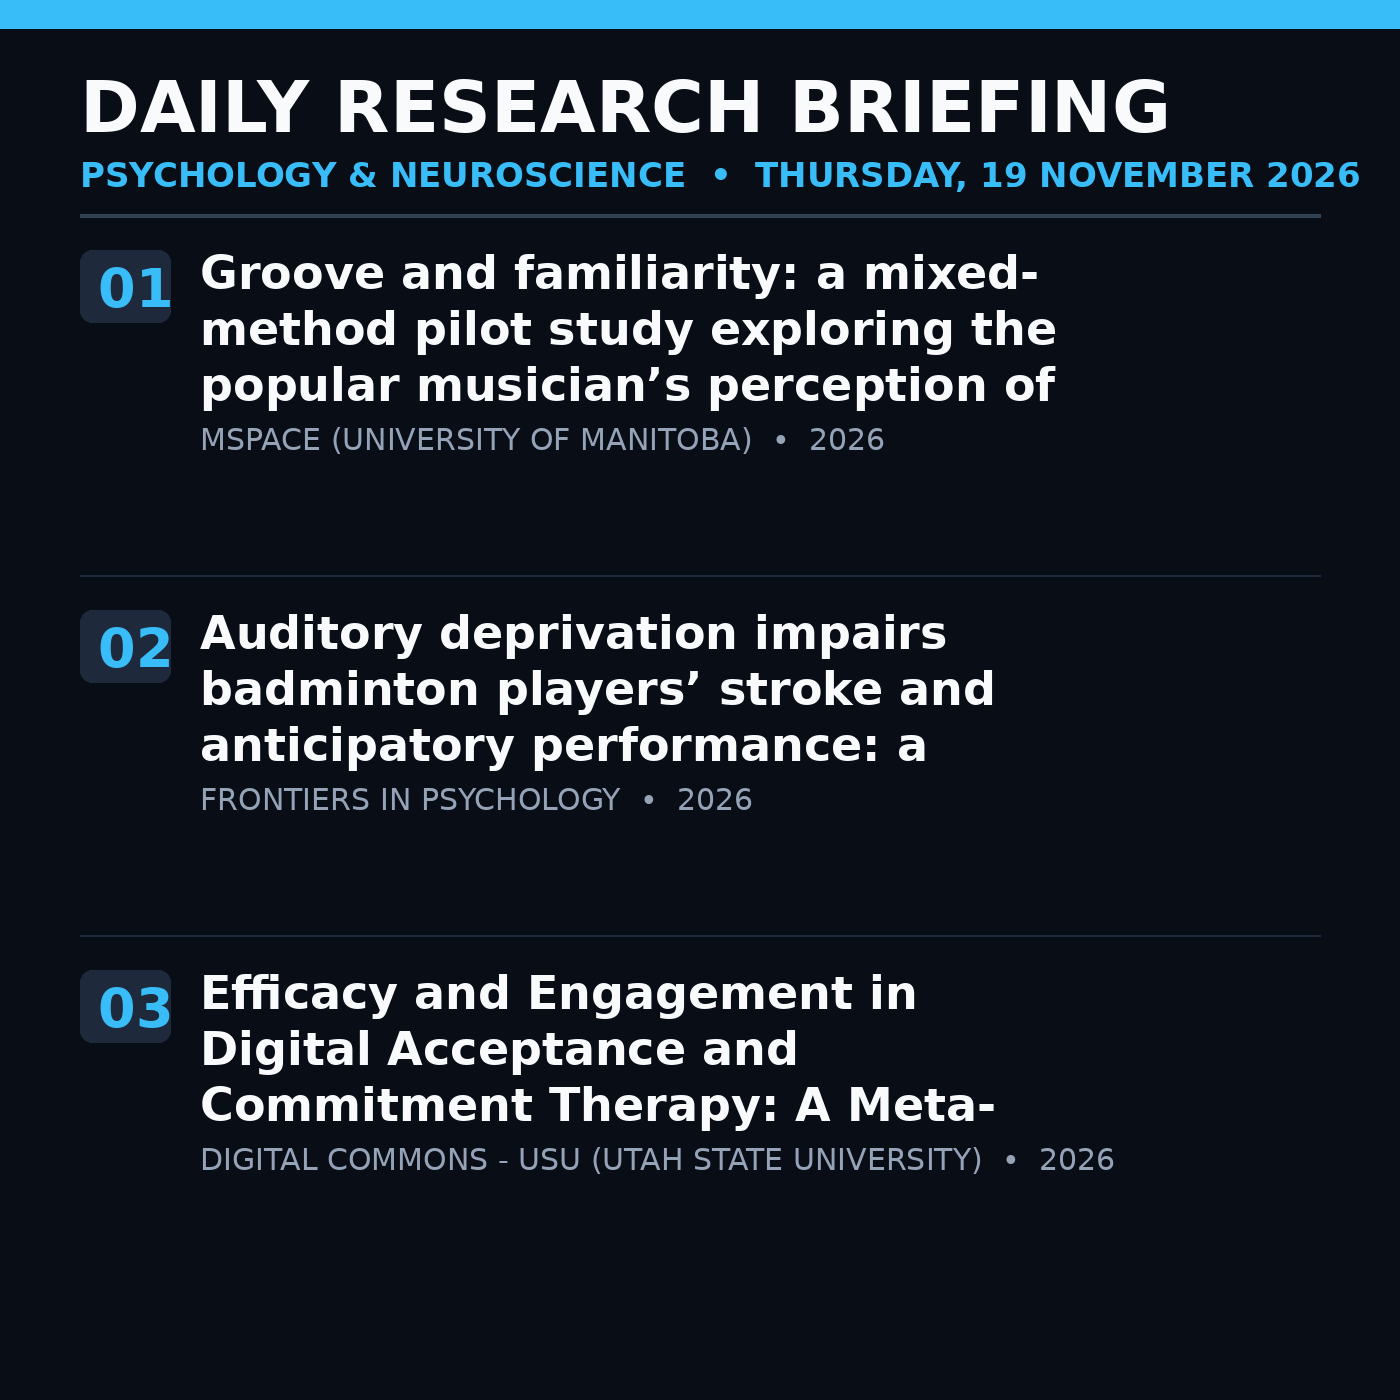 DAILY RESEARCH BRIEFING
PSYCHOLOGY & NEUROSCIENCE • THURSDAY, 19 NOVEMBER 2026
01
Groove and familiarity: a mixed-
method pilot study exploring the
popular musician’s perception of
MSPACE (UNIVERSITY OF MANITOBA) • 2026
02
Auditory deprivation impairs
badminton players’ stroke and
anticipatory performance: a
FRONTIERS IN PSYCHOLOGY • 2026
03
Efficacy and Engagement in
Digital Acceptance and
Commitment Therapy: A Meta-
DIGITAL COMMONS - USU (UTAH STATE UNIVERSITY) • 2026